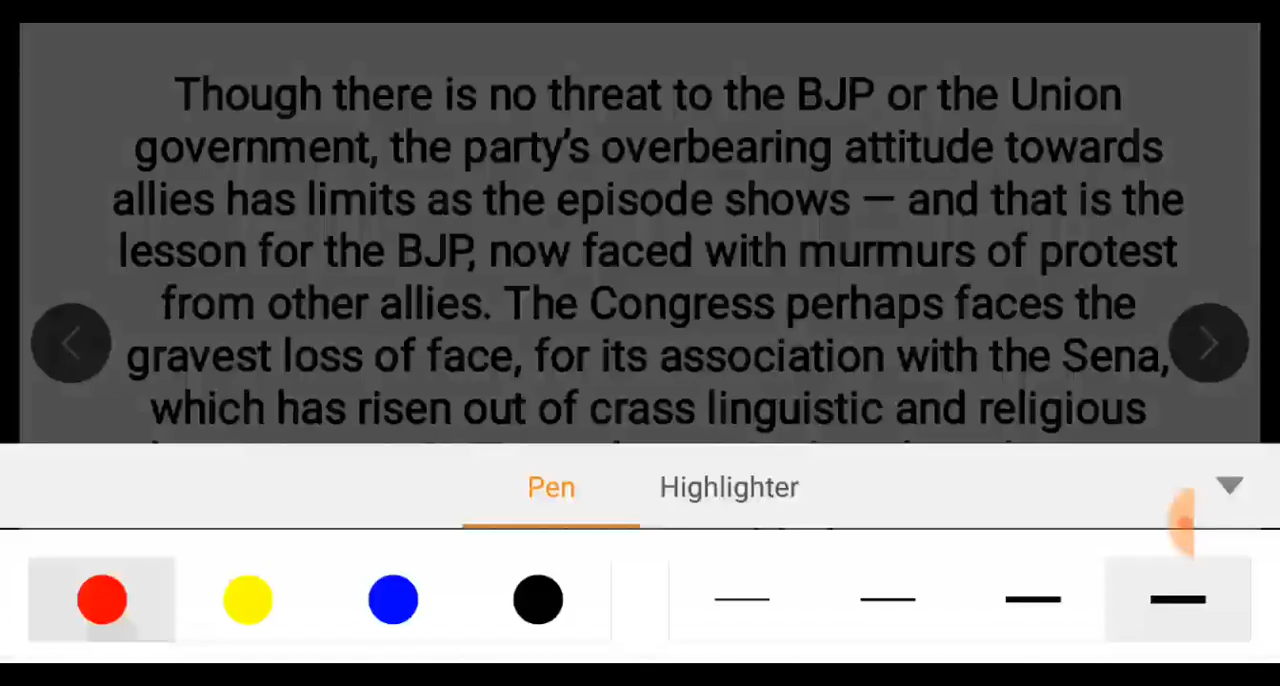 Though there is no threat to the BJP or the Union
government, the party's overbearing attitude towards
allies has limits as the episode shows — and that is the
lesson for the BJP, now faced with murmurs of protest
from other allies. The Congress perhaps faces the
gravest loss of face, for its association with the Sena,
which has risen out of crass linguistic and religious
Pen Highlighter